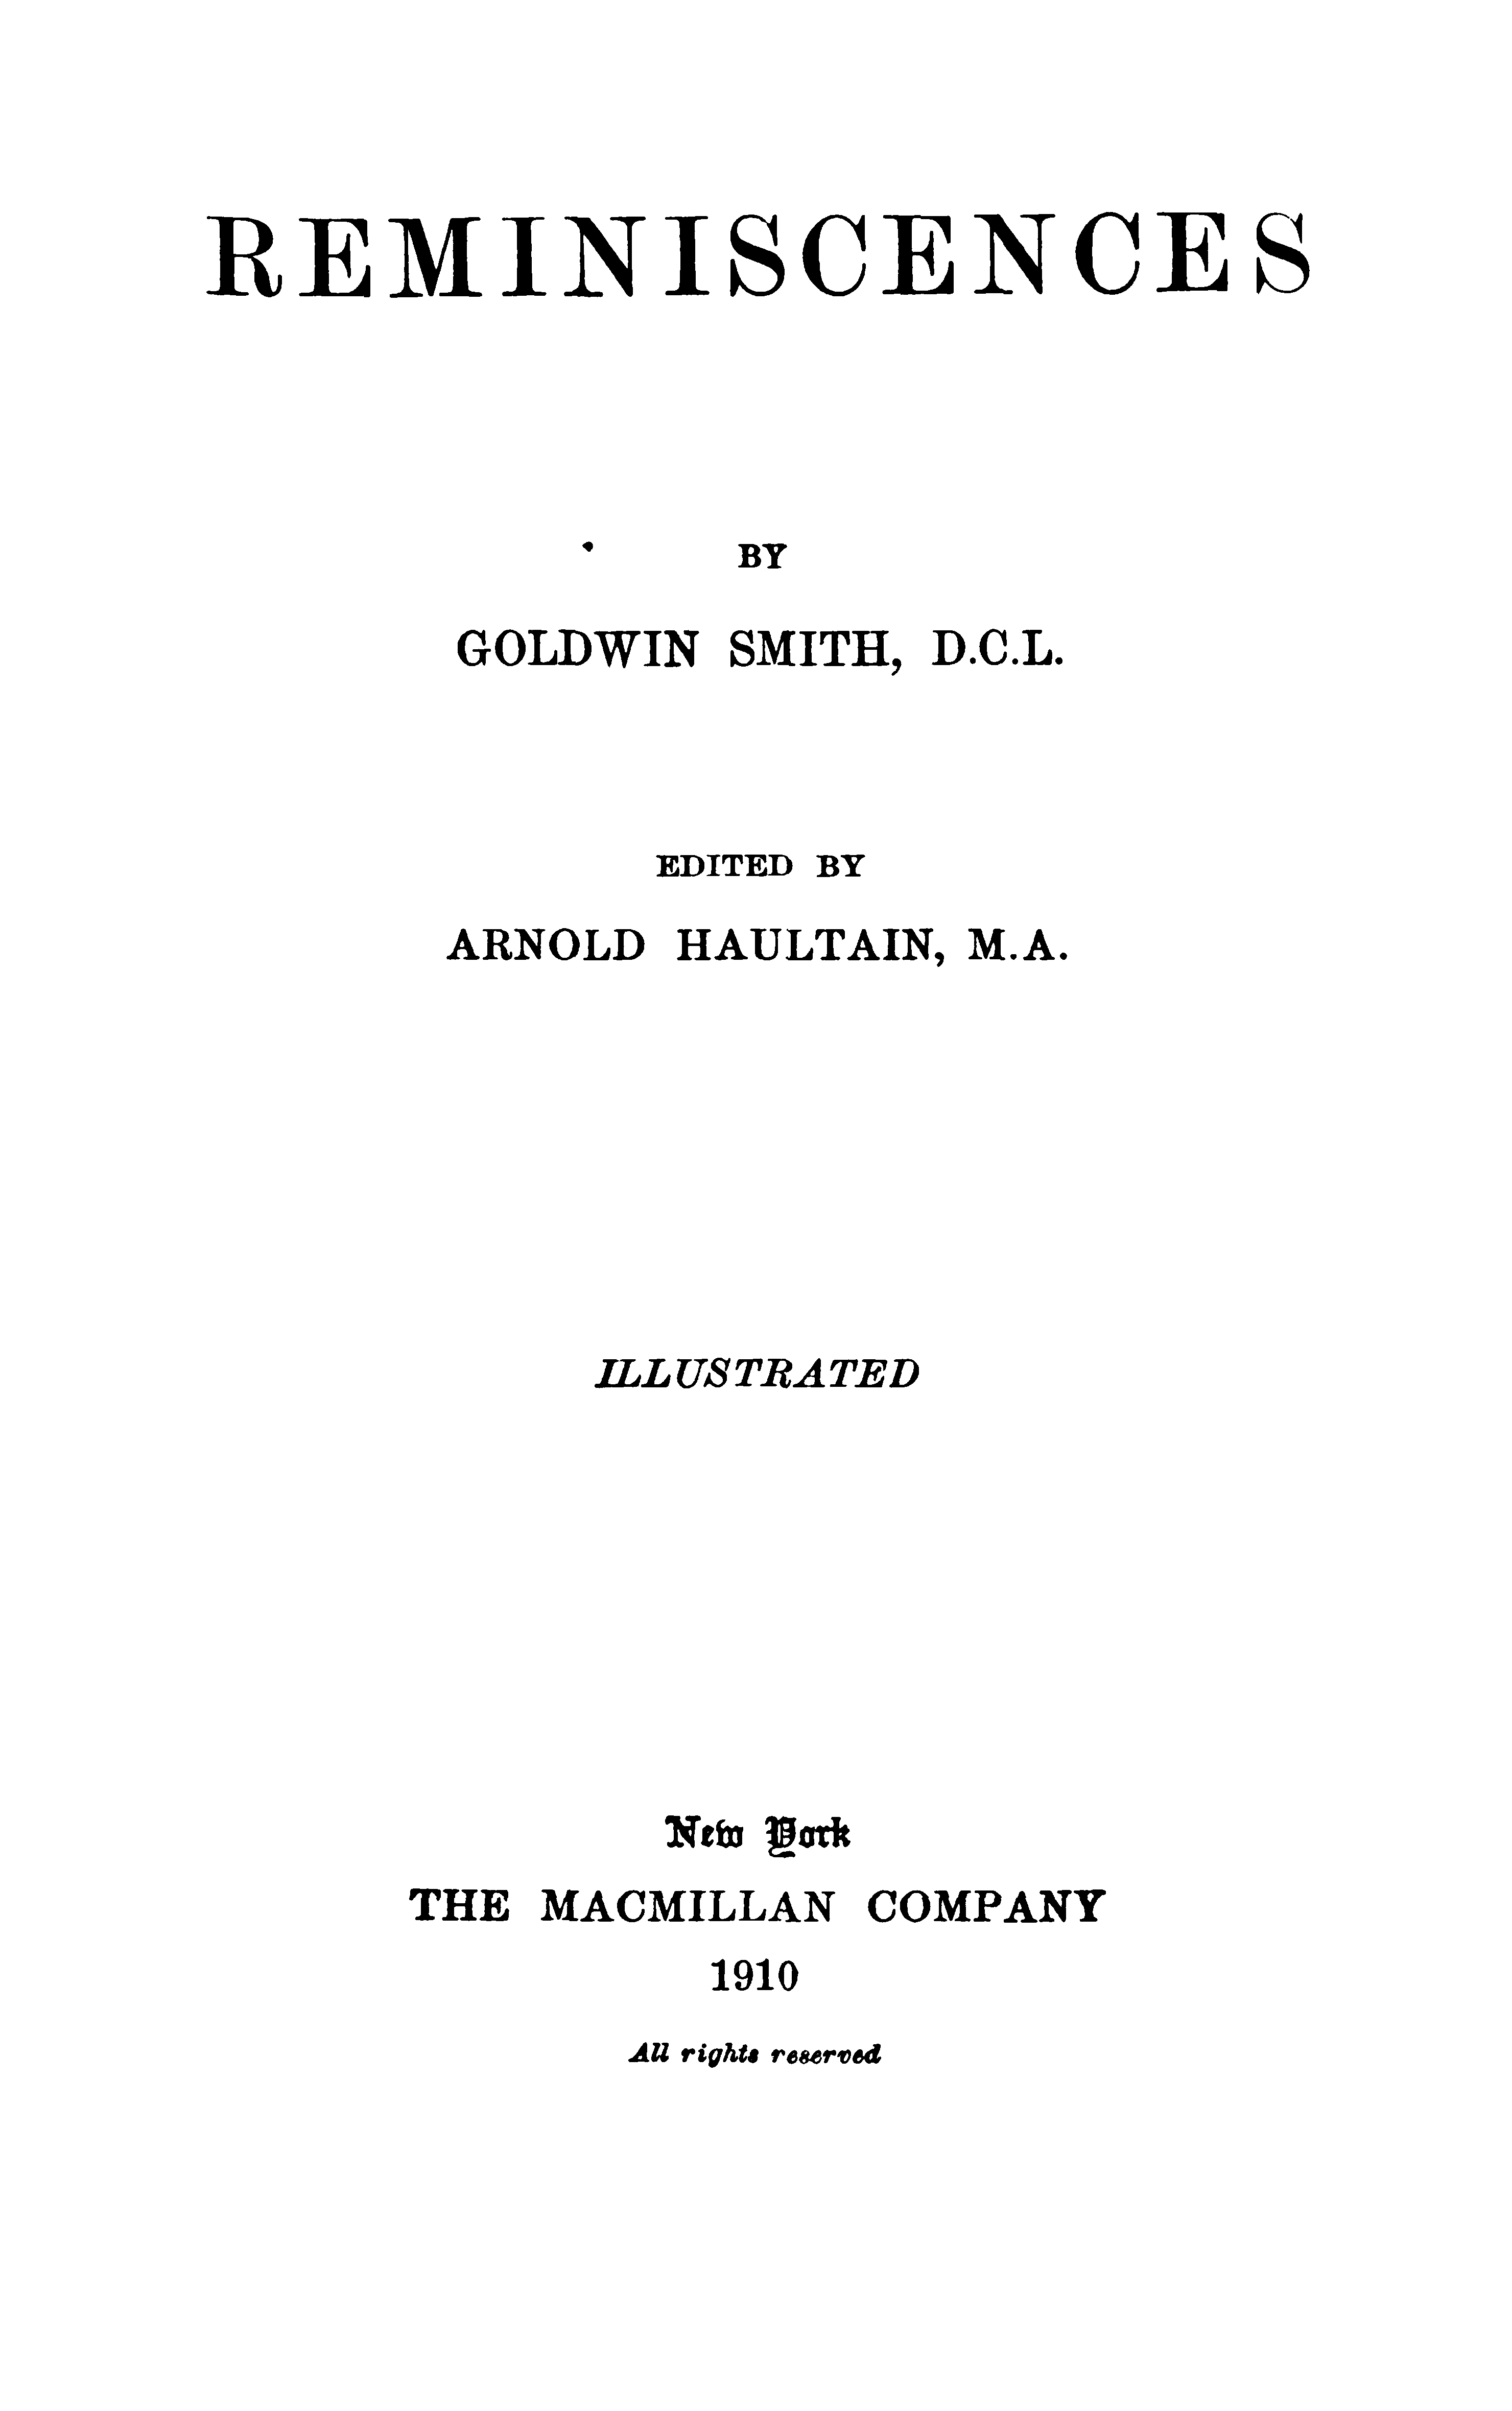 REMINISCENCES
BY
GOLDWIN SMITH, D.C.L.
EDITED BY
ARNOLD HAULTAIN, M.A.
ILLUSTRATED
New York
THE MACMILLAN COMPANY
1910
All rights reserved